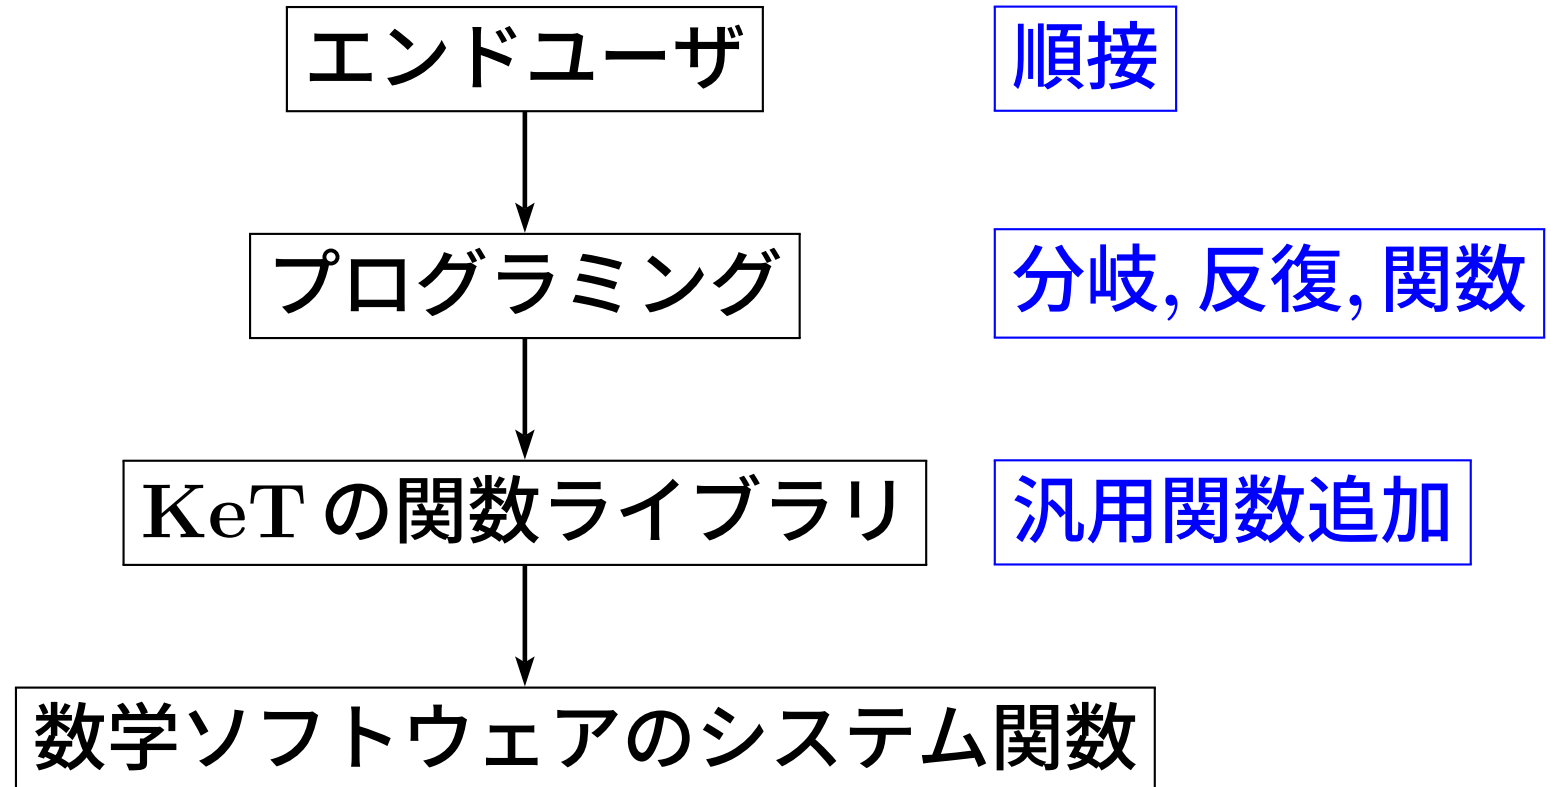 エンドユーザ
順接
プログラミング
分岐, 反復, 関数
KeT の関数ライブラリ
汎用関数追加
数学ソフトウェアのシステム関数